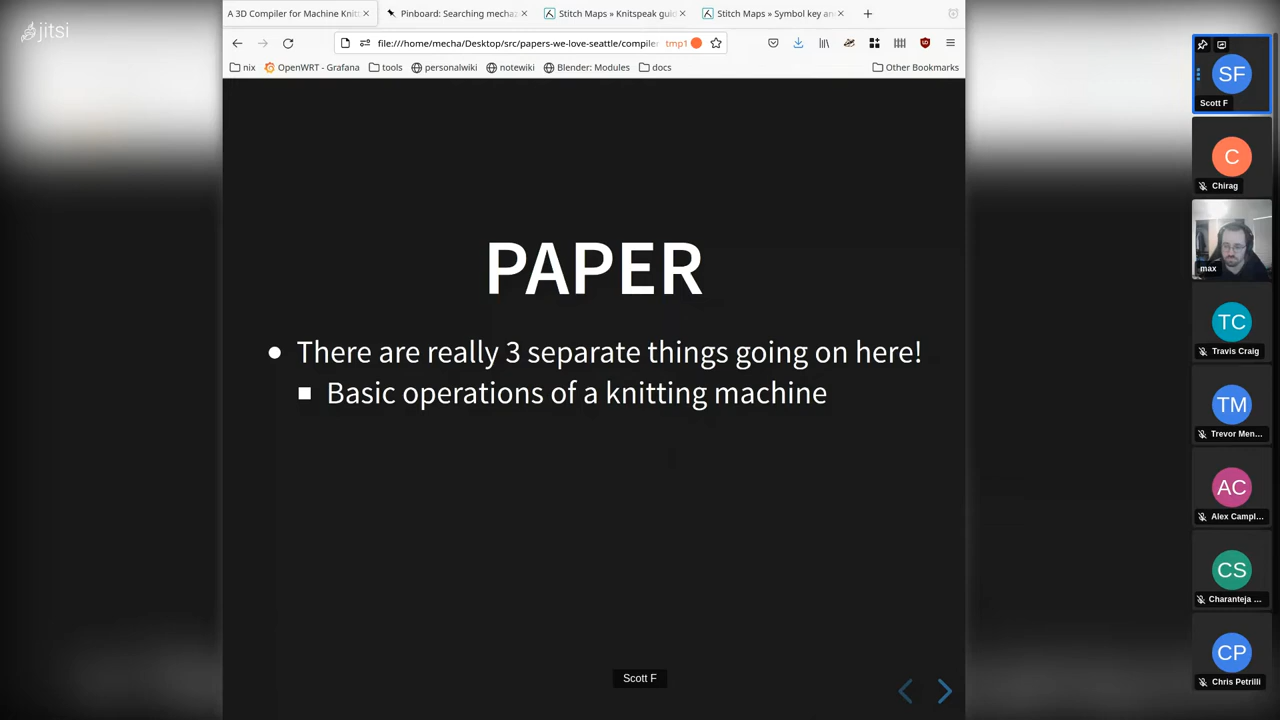 jitsi
A 3D Compiler for Machine Knit
Pinboard: Searching mecha
Stitch Maps » Knitspeak guid
Stitch Maps » Symbol key an
file:///home/mecha/Desktop/src/papers-we-love-seattle/compiler
tmp1
nix
OpenWRT - Grafana
tools
personalwiki
notewiki
Blender: Modules
docs
Other Bookmarks
PAPER
There are really 3 separate things going on here!
Basic operations of a knitting machine
Scott F
SF
Scott F
C
Chirag
max
TC
Travis Craig
TM
Trevor Men...
AC
Alex Campl...
CS
Charanteja ...
CP
Chris Petrilli